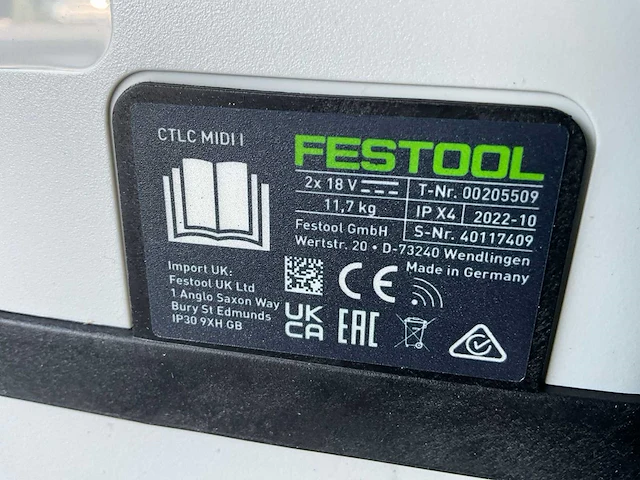 CTLC MIDI I
FESTOOL
2x 18 V T-Nr. 00205509
11,7 kg IP X4 2022-10
Festool GmbH S-Nr. 40117409
Wertstr. 20 • D-73240 Wendlingen
Made in Germany
Import UK:
Festool UK Ltd
1 Anglo Saxon Way
Bury St Edmunds
IP30 9XH GB
CE
UK
CA
EAC